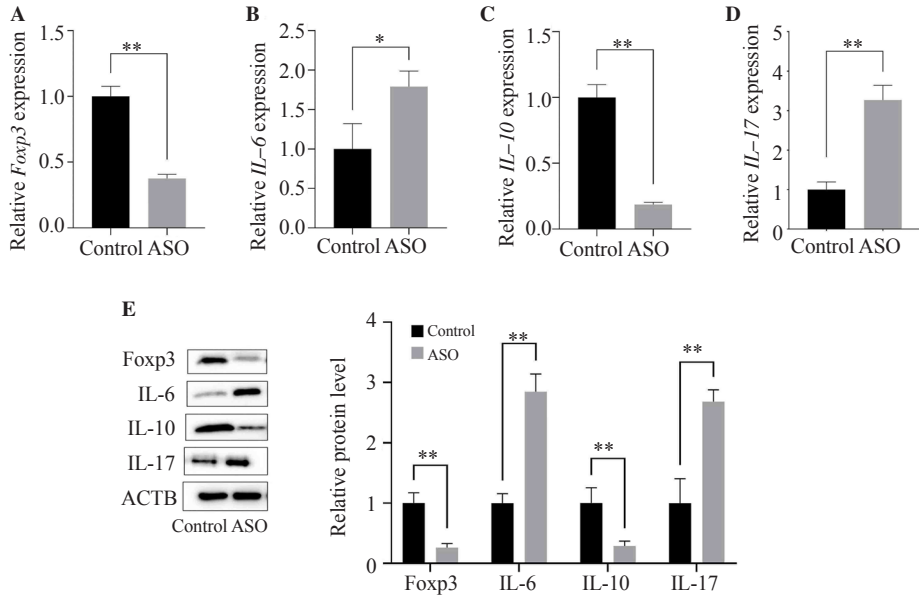 A
Relative Foxp3 expression
1.5
1.0
0.5
0.0
**
Control ASO
B
Relative IL–6 expression
2.5
2.0
1.5
1.0
0.5
0.0
*
Control ASO
C
Relative IL–10 expression
1.5
1.0
0.5
0.0
**
Control ASO
D
Relative IL–17 expression
5
4
3
2
1
0
**
Control ASO
E
Foxp3
IL-6
IL-10
IL-17
ACTB
Control ASO
Relative protein level
4
3
2
1
0
Control
ASO
**
**
**
**
Foxp3
IL-6
IL-10
IL-17